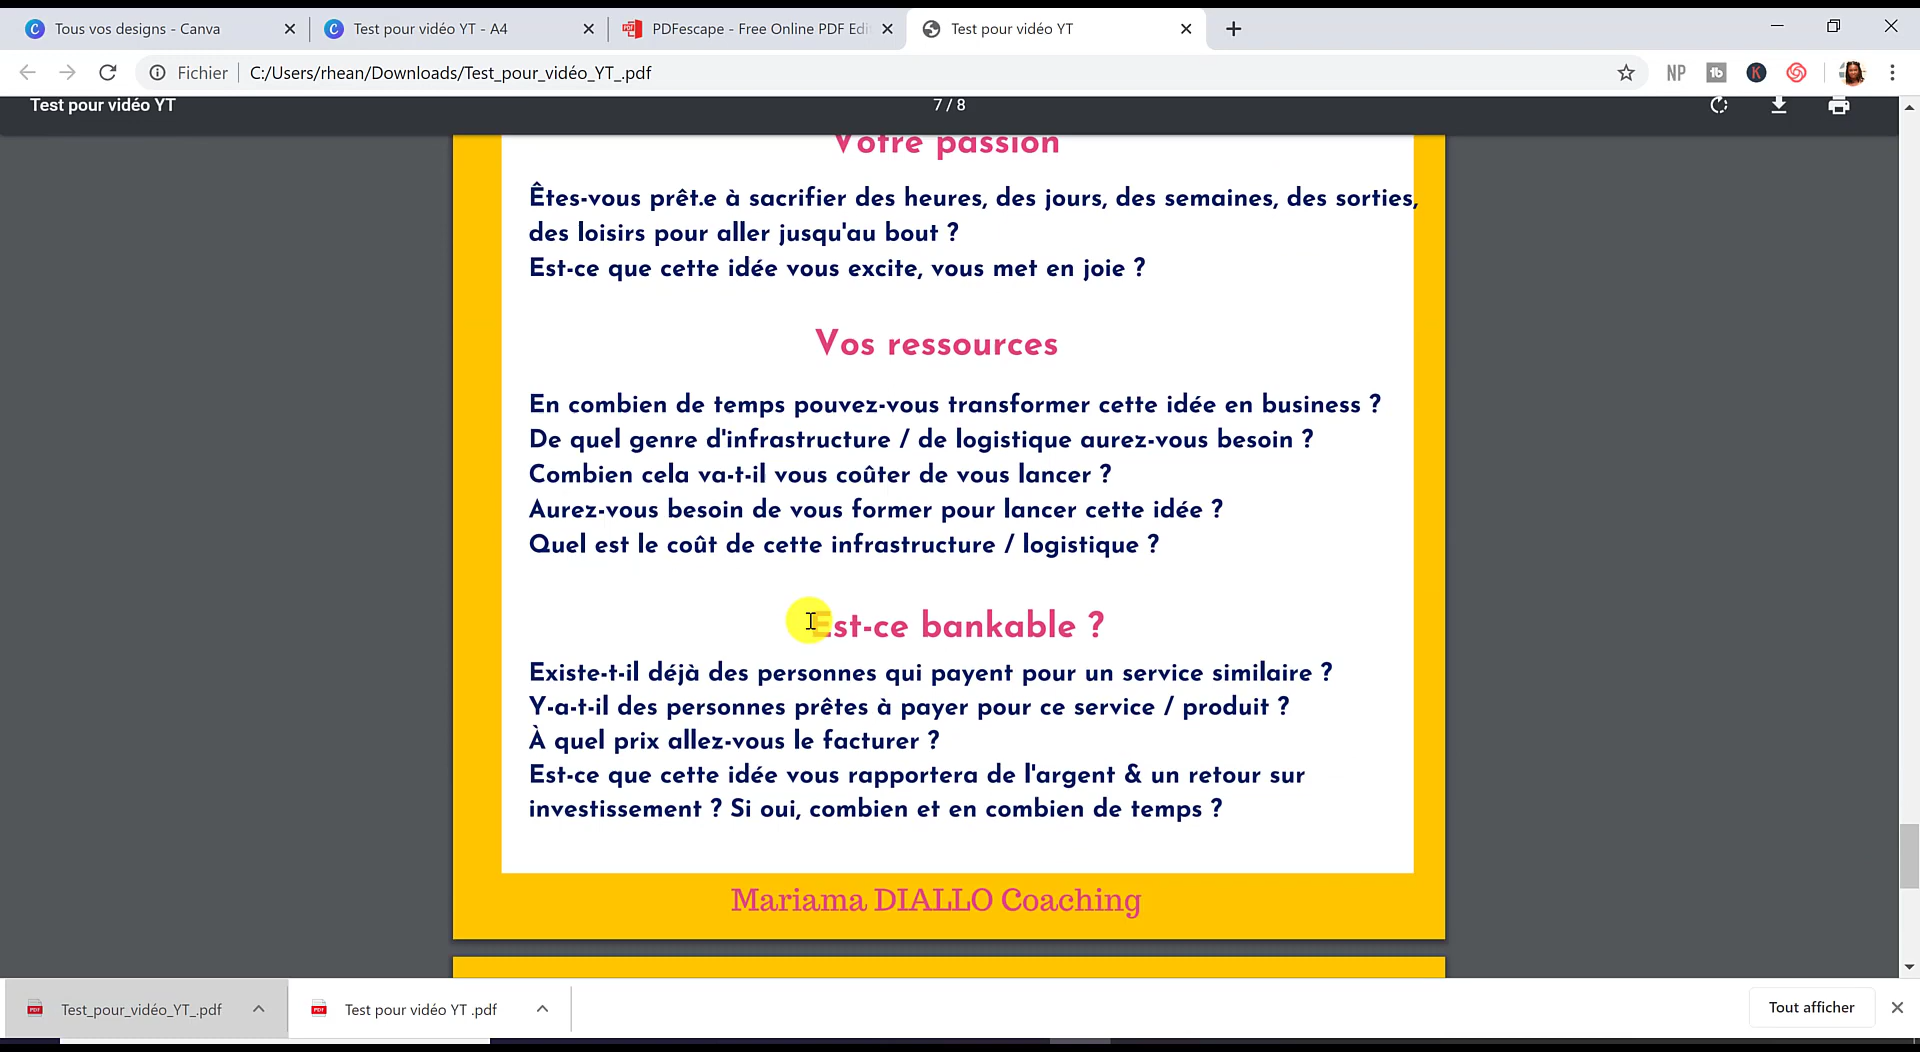 Tous vos designs - Canva
Test pour vidéo YT - A4
PDFescape - Free Online PDF Edi
Test pour vidéo YT
Fichier
C:/Users/rhean/Downloads/Test_pour_vidéo_YT_.pdf
NP
tb
K
Test pour vidéo YT
7 / 8
Votre passion
Êtes-vous prêt.e à sacrifier des heures, des jours, des semaines, des sorties,
des loisirs pour aller jusqu'au bout ?
Est-ce que cette idée vous excite, vous met en joie ?
Vos ressources
En combien de temps pouvez-vous transformer cette idée en business ?
De quel genre d'infrastructure / de logistique aurez-vous besoin ?
Combien cela va-t-il vous coûter de vous lancer ?
Aurez-vous besoin de vous former pour lancer cette idée ?
Quel est le coût de cette infrastructure / logistique ?
Est-ce bankable ?
Existe-t-il déjà des personnes qui payent pour un service similaire ?
Y-a-t-il des personnes prêtes à payer pour ce service / produit ?
À quel prix allez-vous le facturer ?
Est-ce que cette idée vous rapportera de l'argent & un retour sur
investissement ? Si oui, combien et en combien de temps ?
Mariama DIALLO Coaching
Test_pour_vidéo_YT_.pdf
Test pour vidéo YT .pdf
Tout afficher